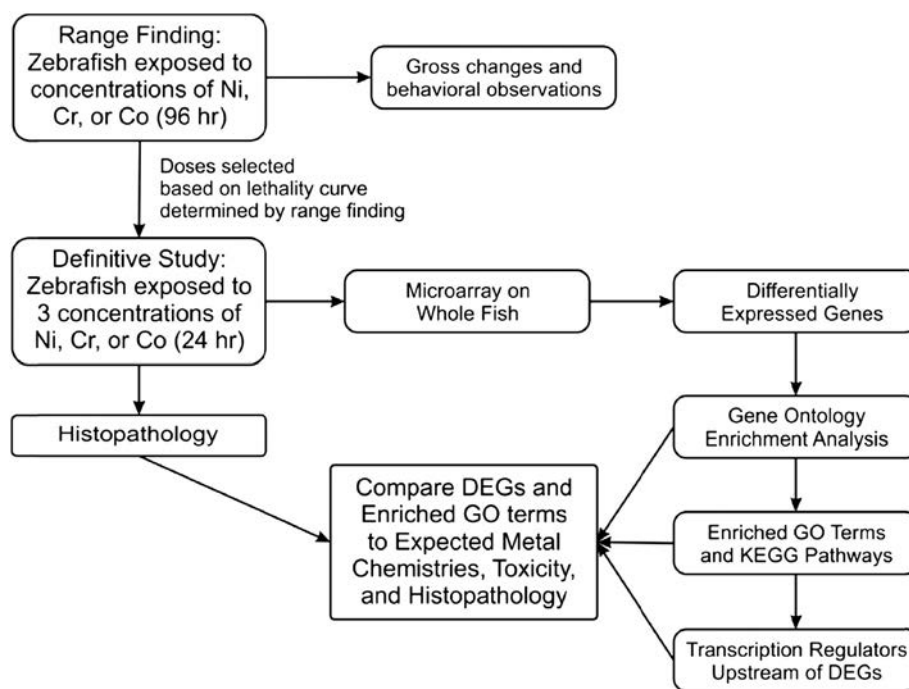 Range Finding:
Zebrafish exposed to
concentrations of Ni,
Cr, or Co (96 hr)
Gross changes and
behavioral observations
Doses selected
based on lethality curve
determined by range finding
Definitive Study:
Zebrafish exposed to
3 concentrations of
Ni, Cr, or Co (24 hr)
Microarray on
Whole Fish
Differentially
Expressed Genes
Histopathology
Gene Ontology
Enrichment Analysis
Compare DEGs and
Enriched GO terms
to Expected Metal
Chemistries, Toxicity,
and Histopathology
Enriched GO Terms
and KEGG Pathways
Transcription Regulators
Upstream of DEGs